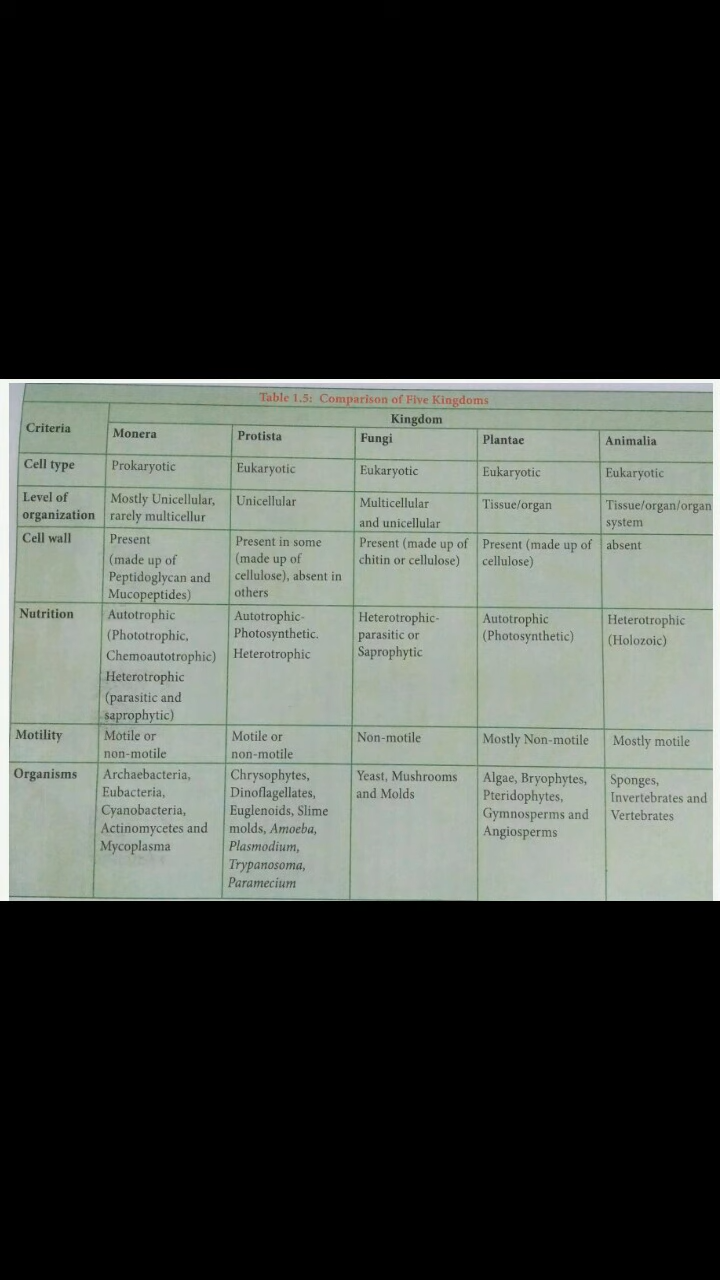 Table 1.5: Comparison of Five Kingdoms
Criteria
Kingdom
Monera
Protista
Fungi
Plantae
Animalia
Cell type
Prokaryotic
Eukaryotic
Eukaryotic
Eukaryotic
Eukaryotic
Level of
organization
Mostly Unicellular,
rarely multicellur
Unicellular
Multicellular
and unicellular
Tissue/organ
Tissue/organ/organ
system
Cell wall
Present
(made up of
Peptidoglycan and
Mucopeptides)
Present in some
(made up of
cellulose), absent in
others
Present (made up of
chitin or cellulose)
Present (made up of
cellulose)
absent
Nutrition
Autotrophic
(Phototrophic,
Chemoautotrophic)
Heterotrophic
(parasitic and
saprophytic)
Autotrophic-
Photosynthetic.
Heterotrophic
Heterotrophic-
parasitic or
Saprophytic
Autotrophic
(Photosynthetic)
Heterotrophic
(Holozoic)
Motility
Motile or
non-motile
Motile or
non-motile
Non-motile
Mostly Non-motile
Mostly motile
Organisms
Archaebacteria,
Eubacteria,
Cyanobacteria,
Actinomycetes and
Mycoplasma
Chrysophytes,
Dinoflagellates,
Euglenoids, Slime
molds, Amoeba,
Plasmodium,
Trypanosoma,
Paramecium
Yeast, Mushrooms
and Molds
Algae, Bryophytes,
Pteridophytes,
Gymnosperms and
Angiosperms
Sponges,
Invertebrates and
Vertebrates